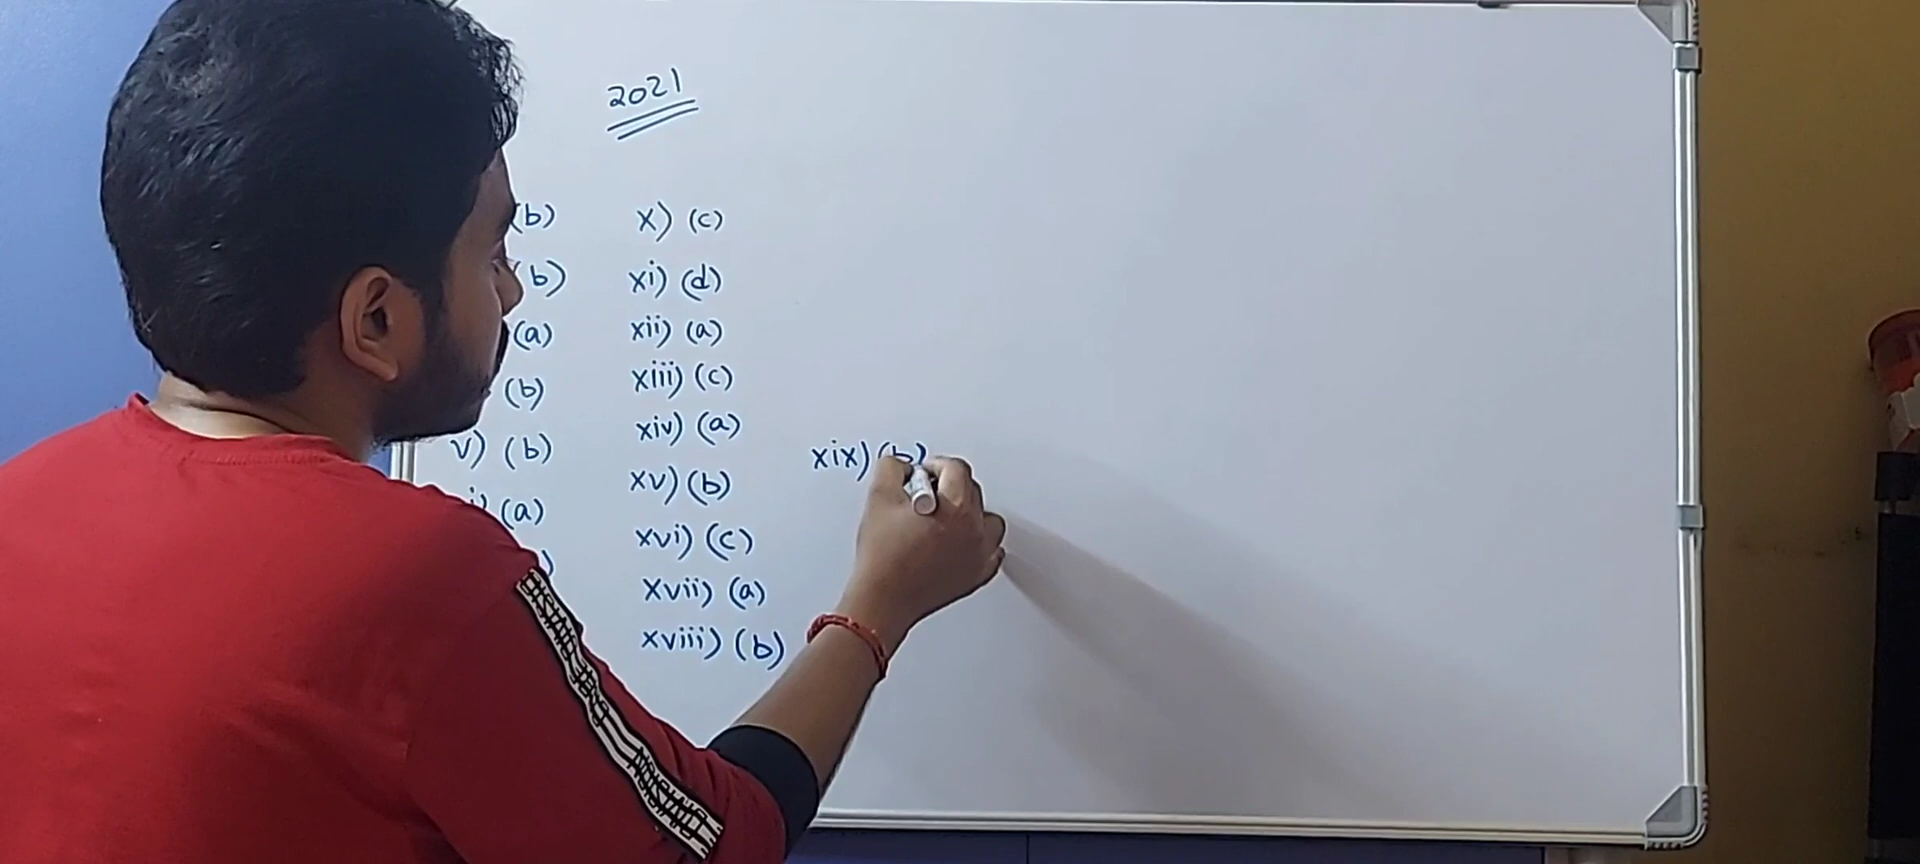 2021
(b)
(b)
(a)
(b)
v) (b)
(a)
x) (c)
xi) (d)
xii) (a)
xiii) (c)
xiv) (a)
xv) (b)
xvi) (c)
xvii) (a)
xviii) (b)
xix) (b)